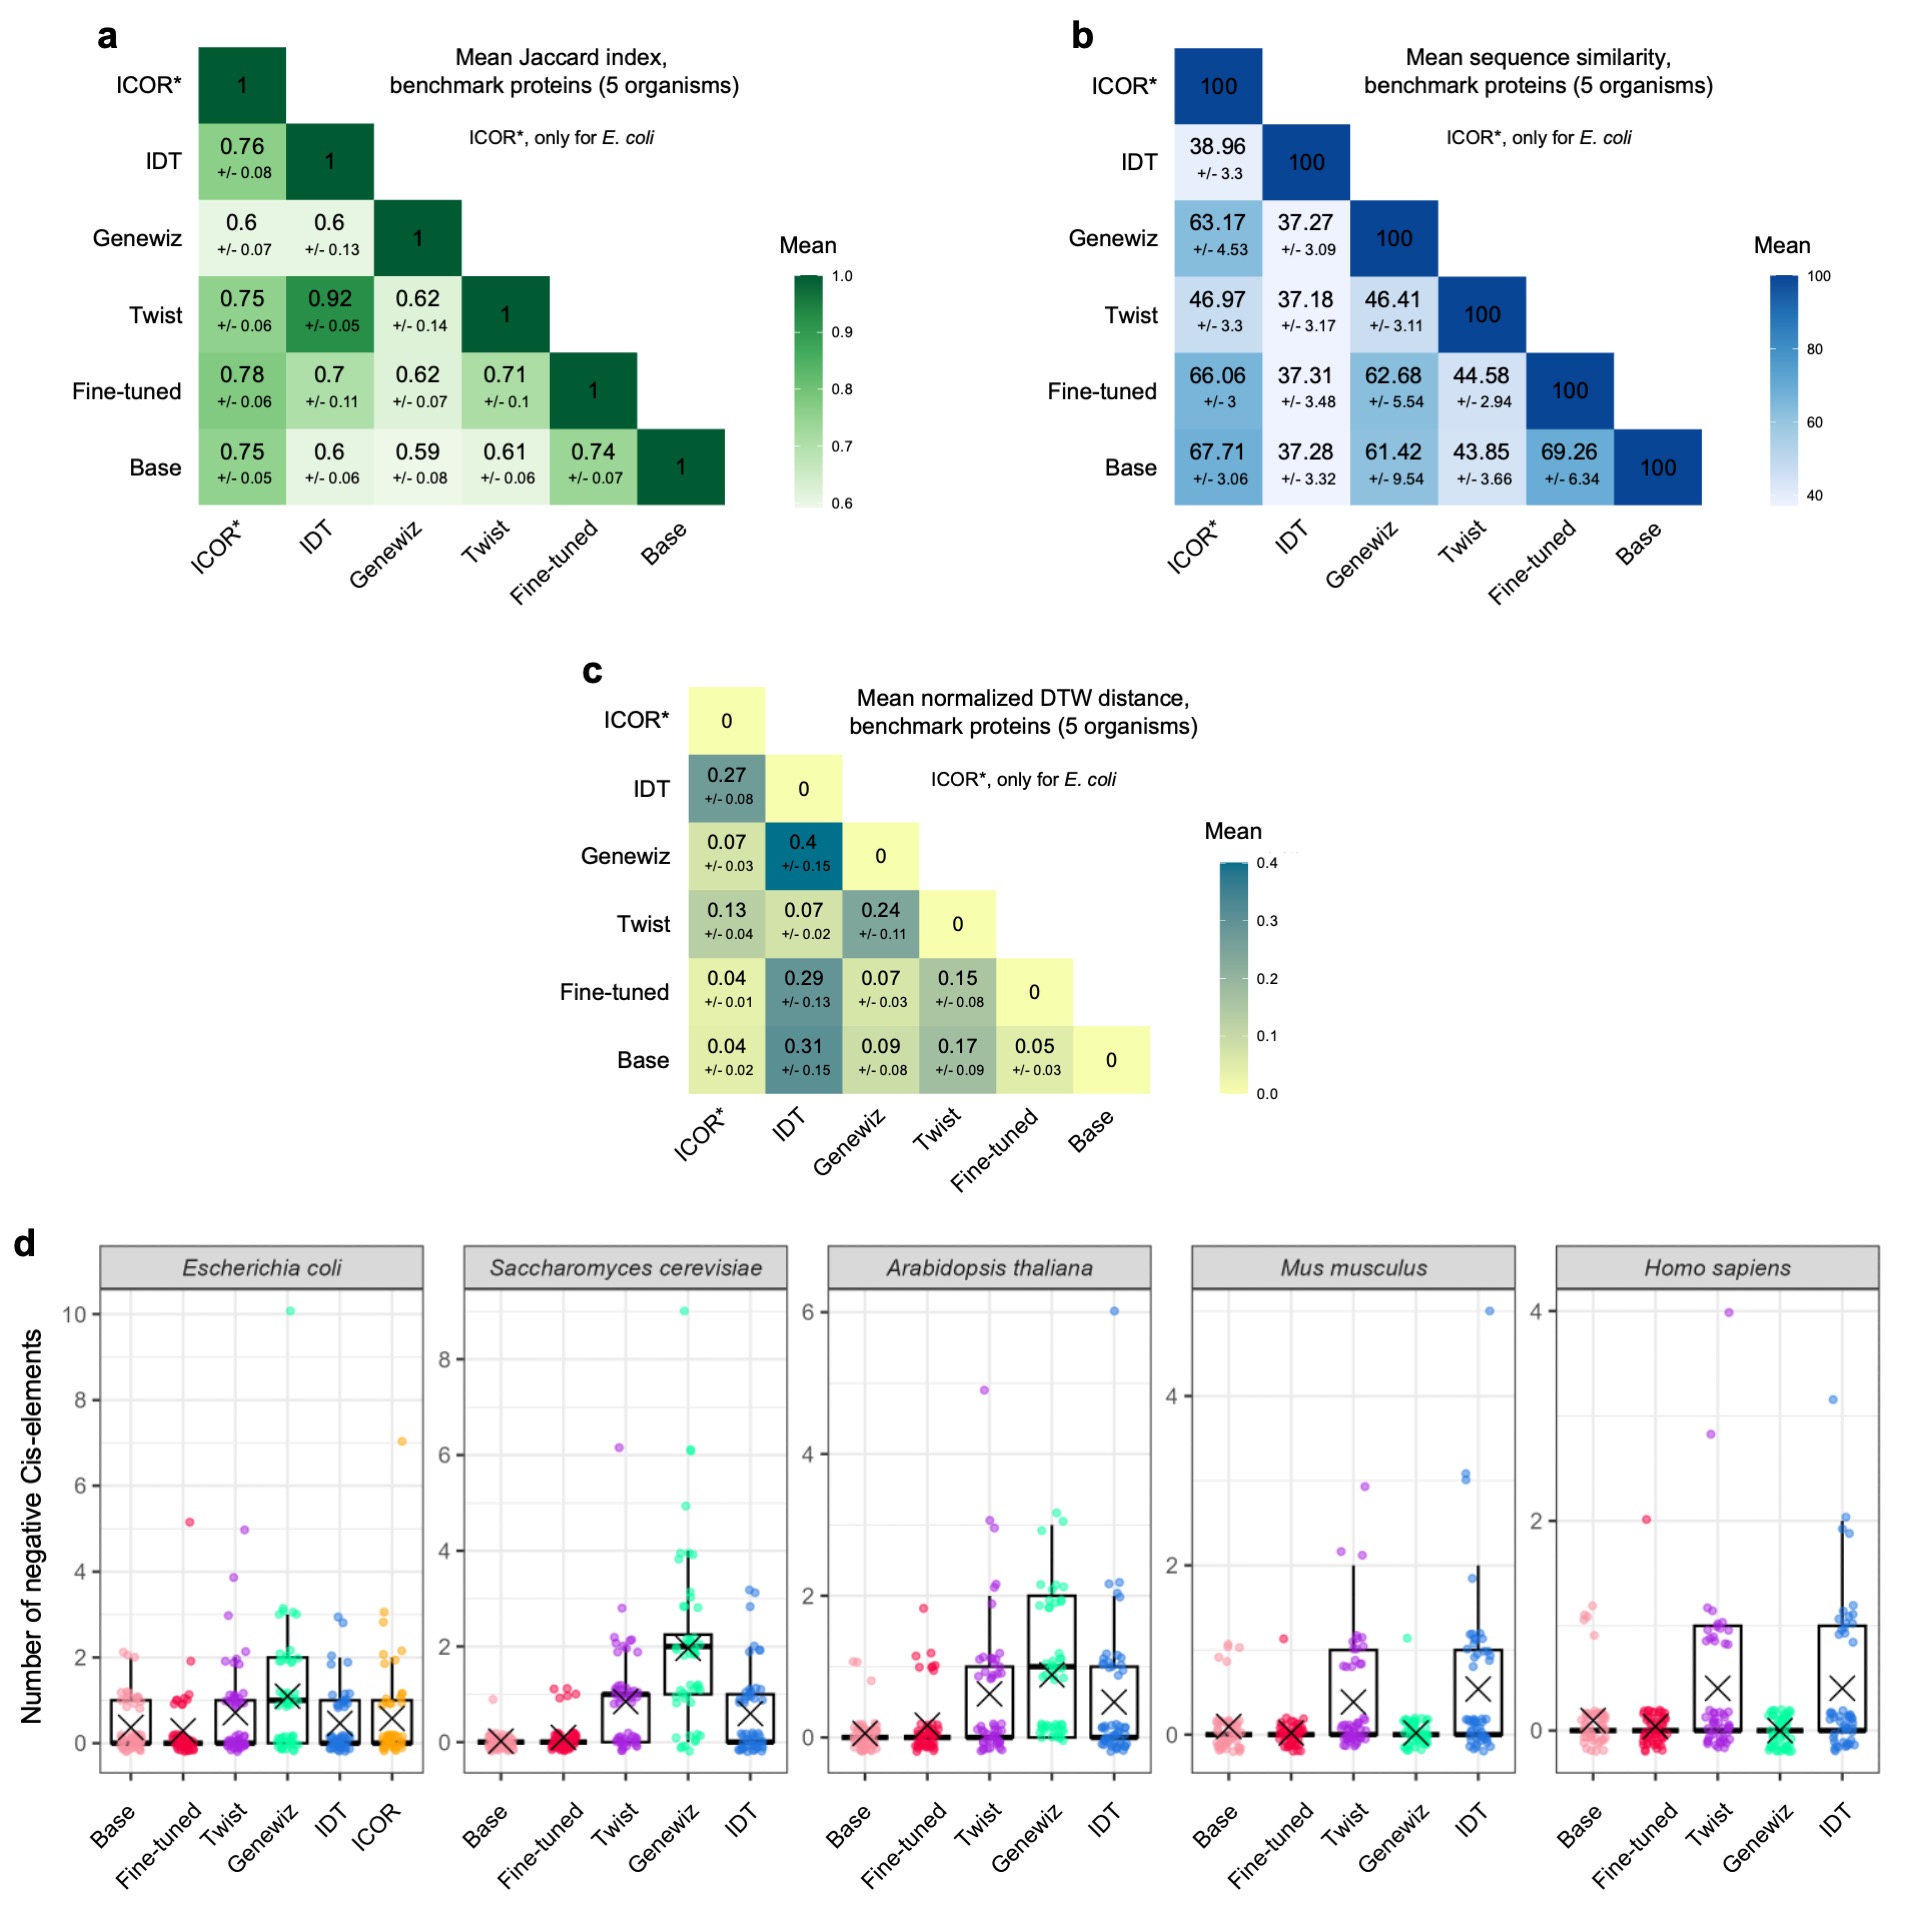 a
Mean Jaccard index,
benchmark proteins (5 organisms)
ICOR*, only for E. coli
ICOR* 1
IDT 0.76 +/- 0.08 1
Genewiz 0.6 +/- 0.07 0.6 +/- 0.13 1
Twist 0.75 +/- 0.06 0.92 +/- 0.05 0.62 +/- 0.14 1
Fine-tuned 0.78 +/- 0.06 0.7 +/- 0.11 0.62 +/- 0.07 0.71 +/- 0.1 1
Base 0.75 +/- 0.05 0.6 +/- 0.06 0.59 +/- 0.08 0.61 +/- 0.06 0.74 +/- 0.07 1
ICOR* IDT Genewiz Twist Fine-tuned Base
Mean
1.0
0.9
0.8
0.7
0.6
b
Mean sequence similarity,
benchmark proteins (5 organisms)
ICOR*, only for E. coli
ICOR* 100
IDT 38.96 +/- 3.3 100
Genewiz 63.17 +/- 4.53 37.27 +/- 3.09 100
Twist 46.97 +/- 3.3 37.18 +/- 3.17 46.41 +/- 3.11 100
Fine-tuned 66.06 +/- 3 37.31 +/- 3.48 62.68 +/- 5.54 44.58 +/- 2.94 100
Base 67.71 +/- 3.06 37.28 +/- 3.32 61.42 +/- 9.54 43.85 +/- 3.66 69.26 +/- 6.34 100
ICOR* IDT Genewiz Twist Fine-tuned Base
Mean
100
80
60
40
c
Mean normalized DTW distance,
benchmark proteins (5 organisms)
ICOR*, only for E. coli
ICOR* 0
IDT 0.27 +/- 0.08 0
Genewiz 0.07 +/- 0.03 0.4 +/- 0.15 0
Twist 0.13 +/- 0.04 0.07 +/- 0.02 0.24 +/- 0.11 0
Fine-tuned 0.04 +/- 0.01 0.29 +/- 0.13 0.07 +/- 0.03 0.15 +/- 0.08 0
Base 0.04 +/- 0.02 0.31 +/- 0.15 0.09 +/- 0.08 0.17 +/- 0.09 0.05 +/- 0.03 0
ICOR* IDT Genewiz Twist Fine-tuned Base
Mean
0.4
0.3
0.2
0.1
0.0
d
Number of negative Cis-elements
Escherichia coli
10
8
6
4
2
0
Base Fine-tuned Twist Genewiz IDT ICOR
Saccharomyces cerevisiae
8
6
4
2
0
Base Fine-tuned Twist Genewiz IDT
Arabidopsis thaliana
6
4
2
0
Base Fine-tuned Twist Genewiz IDT
Mus musculus
4
2
0
Base Fine-tuned Twist Genewiz IDT
Homo sapiens
4
2
0
Base Fine-tuned Twist Genewiz IDT